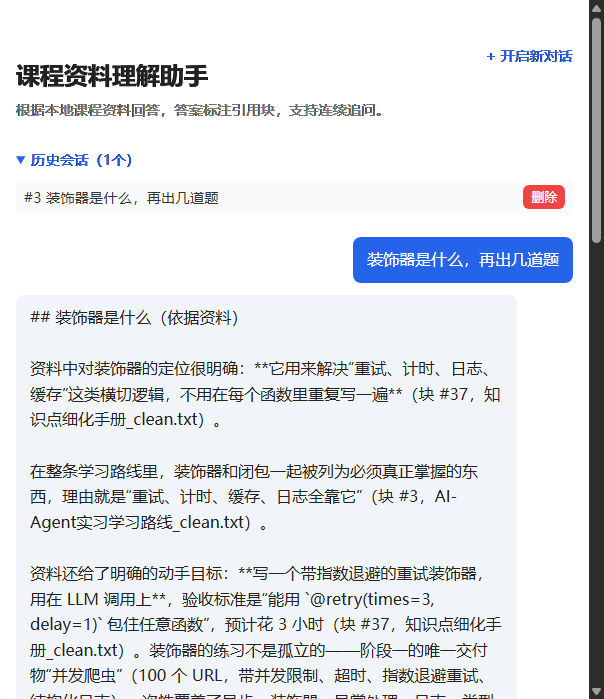 + 开启新对话
课程资料理解助手
根据本地课程资料回答，答案标注引用块，支持连续追问。
▼ 历史会话（1个）
#3 装饰器是什么，再出几道题
删除
装饰器是什么，再出几道题
## 装饰器是什么（依据资料）
资料中对装饰器的定位很明确：**它用来解决“重试、计时、日志、
缓存”这类横切逻辑，不用在每个函数里重复写一遍**（块 #37，知
识点细化手册_clean.txt）。
在整条学习路线里，装饰器和闭包一起被列为必须真正掌握的东
西，理由就是“重试、计时、缓存、日志全靠它”（块 #3，AI-
Agent实习学习路线_clean.txt）。
资料还给了明确的动手目标：**写一个带指数退避的重试装饰器，
用在 LLM 调用上**，验收标准是“能用 `@retry(times=3,
delay=1)` 包住任意函数”，预计花 3 小时（块 #37，知识点细化手
册_clean.txt）。装饰器的练习不是孤立的——阶段一的唯一交付
物“并发爬虫”（100 个 URL，带并发限制、超时、指数退避重试、